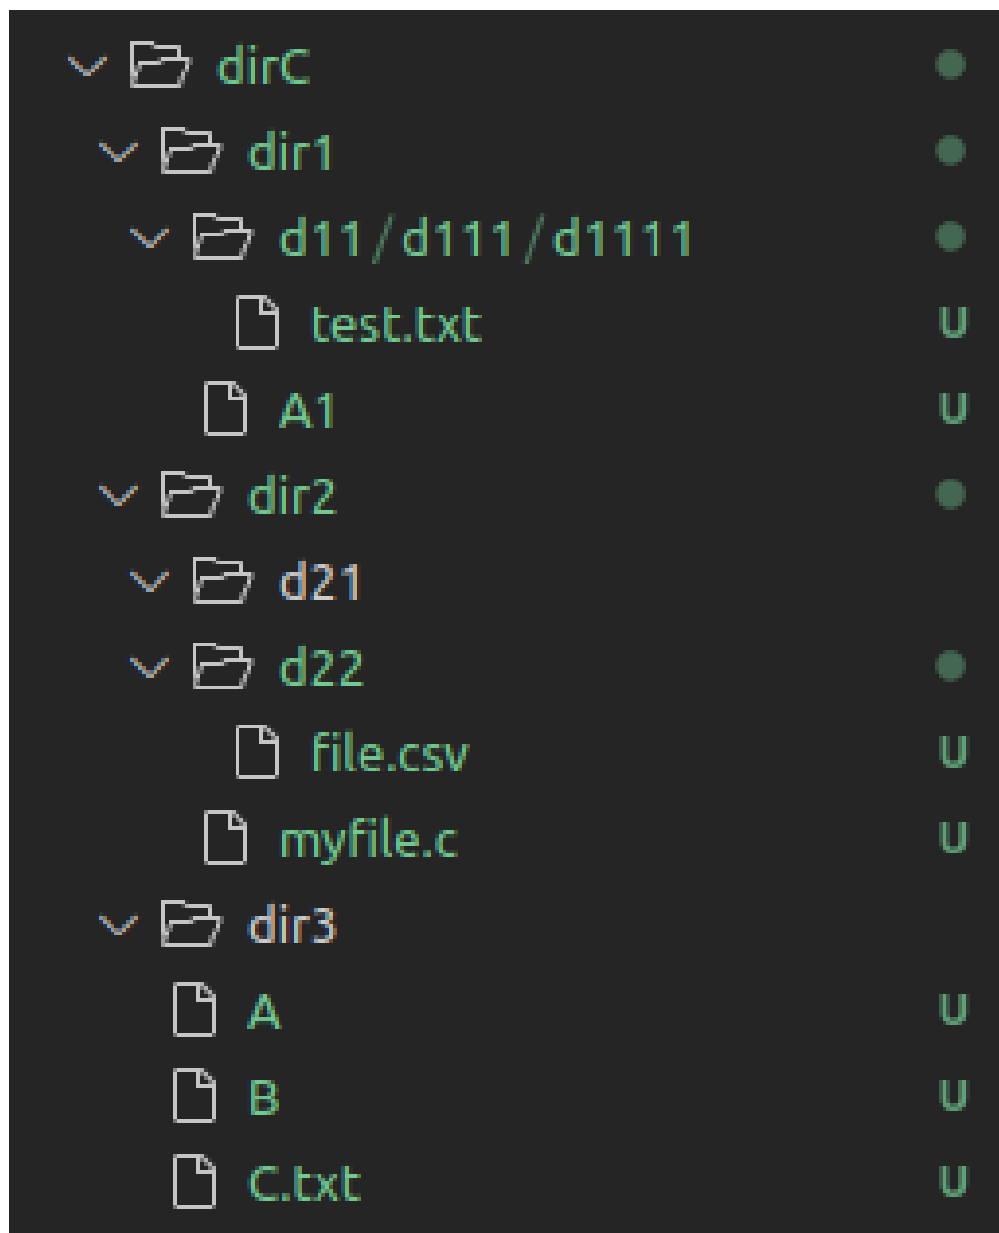 dirC
dir1
d11/d111/d1111
test.txt U
A1 U
dir2
d21
d22
file.csv U
myfile.c U
dir3
A U
B U
C.txt U